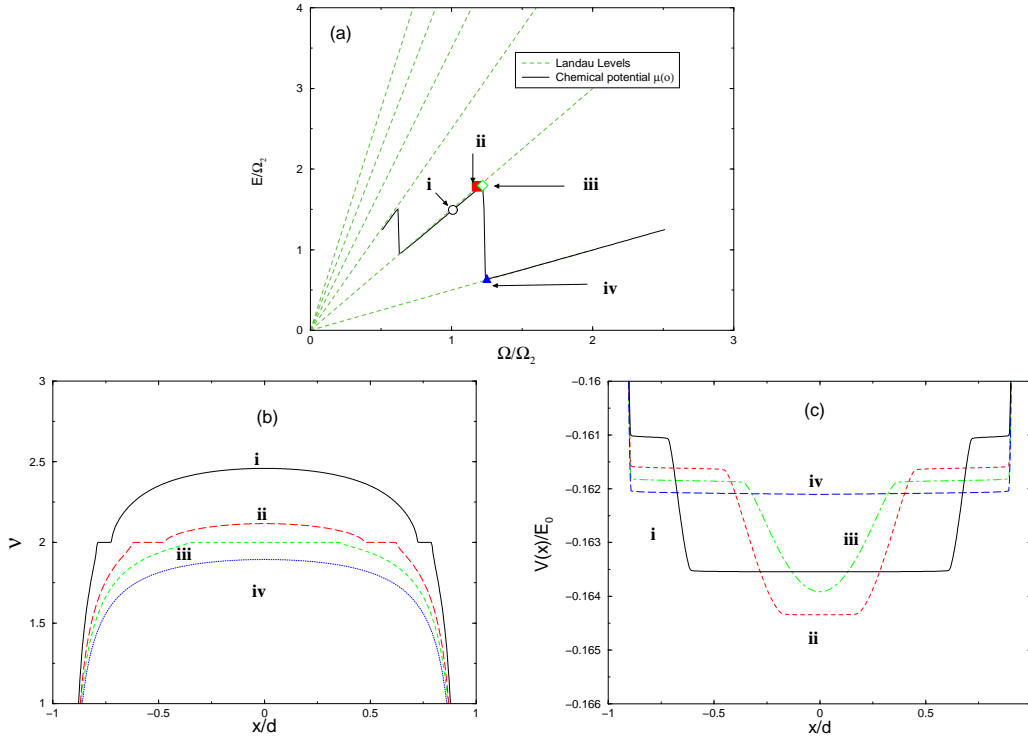 (a)
4
3
2
1
0
E/Ω₂
Landau Levels
Chemical potential μ(o)
i
ii
iii
iv
0
1
2
3
Ω/Ω₂
(b)
3
2.5
2
1.5
1
ν
i
ii
iii
iv
−1
−0.5
0
0.5
1
x/d
(c)
−0.16
−0.161
−0.162
−0.163
−0.164
−0.165
−0.166
V(x)/E₀
iv
i
iii
ii
−1
−0.5
0
0.5
1
x/d